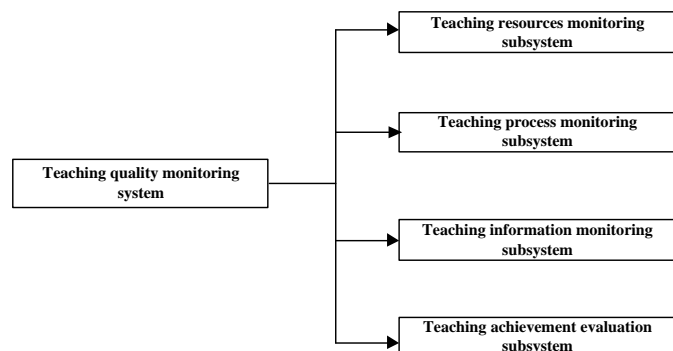 Teaching resources monitoring
subsystem
Teaching process monitoring
subsystem
Teaching quality monitoring
system
Teaching information monitoring
subsystem
Teaching achievement evaluation
subsystem